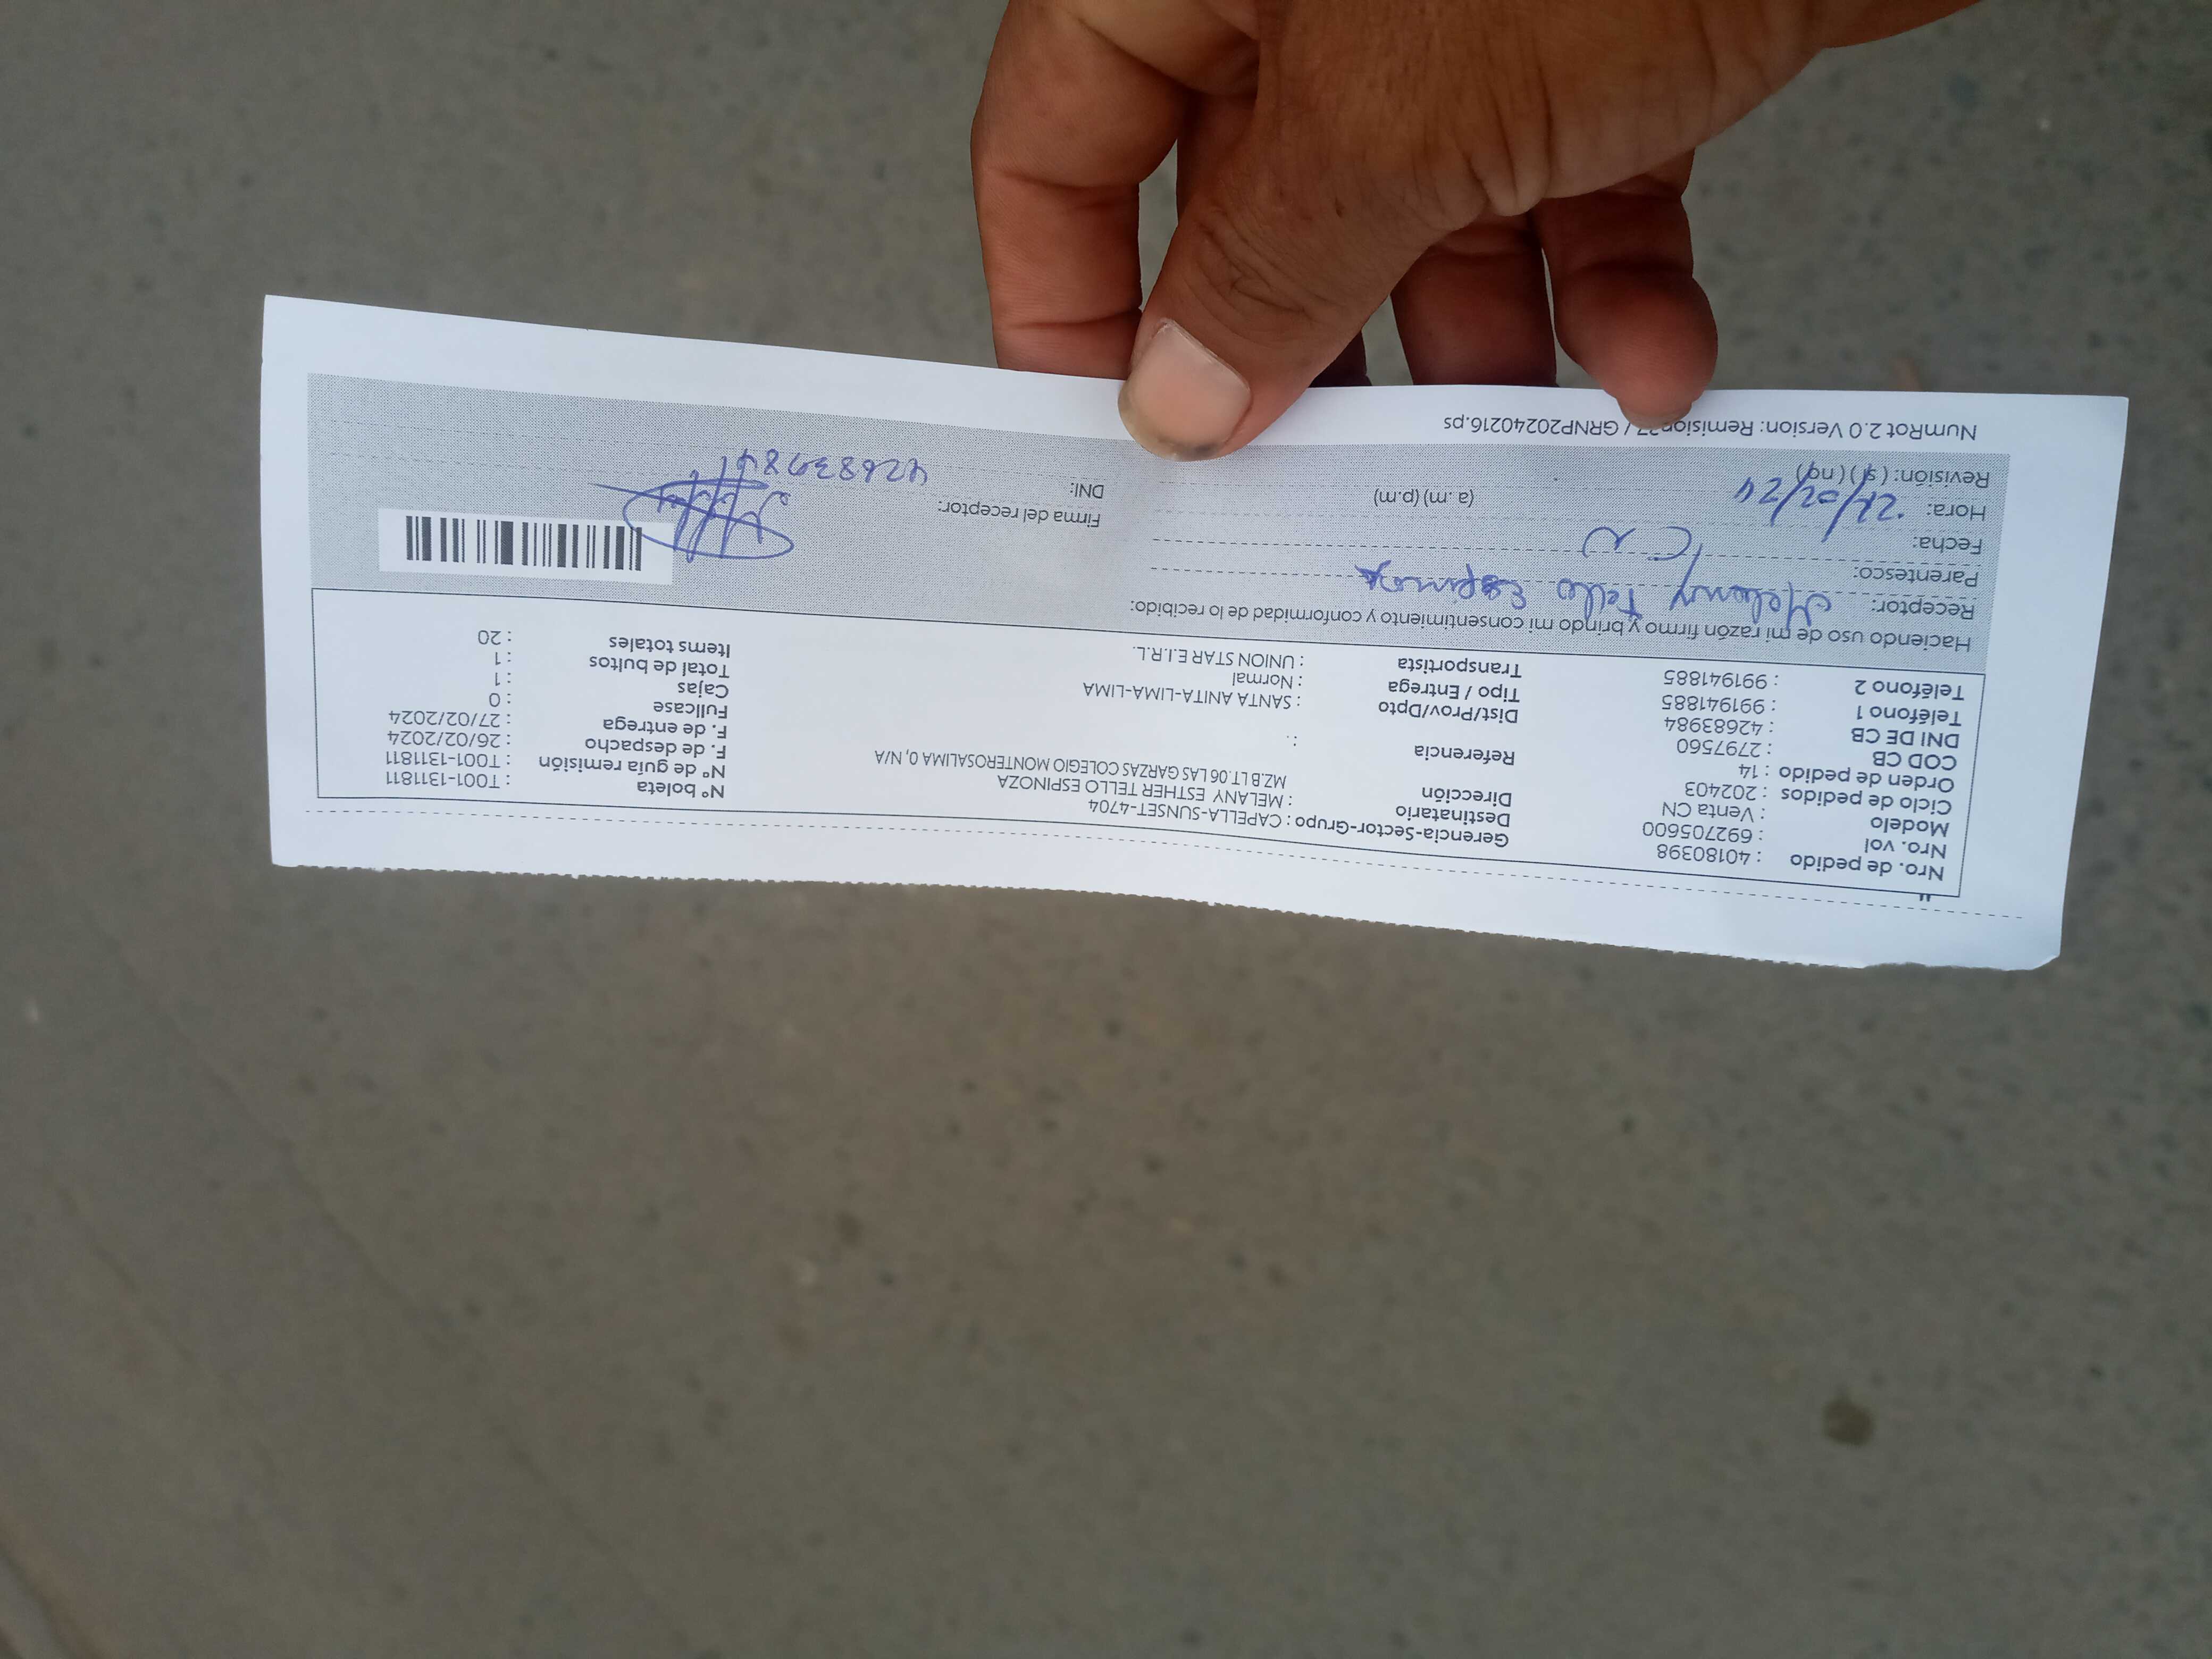 Nro. de pedido : 40180398
Nro. vol : 692705600
Modelo : Venta CN
Ciclo de pedidos : 202403
Orden de pedido : 14
COD CB : 2797560
DNI DE CB : 42683984
Teléfono 1 : 991941885
Teléfono 2 : 991941885
Gerencia-Sector-Grupo : CAPELLA-SUNSET-4704
Destinatario : MELANY ESTHER TELLO ESPINOZA
Dirección MZ.B LT.06 LAS GARZAS COLEGIO MONTEROSALIMA 0, N/A
Referencia : .
Dist/Prov/Dpto : SANTA ANITA-LIMA-LIMA
Tipo / Entrega : Normal
Transportista : UNION STAR E.I.R.L.
Nº boleta : T001-1311811
Nº de guía remisión : T001-1311811
F. de despacho : 26/02/2024
F. de entrega : 27/02/2024
Fullcase : 0
Cajas : 1
Total de bultos : 1
Items totales : 20
Haciendo uso de mi razón firmo y brindo mi consentimiento y conformidad de lo recibido:
Receptor: Melany Tello Espinoza
Parentesco:
Fecha:
Hora: /02/24 (a .m) (p.m)
Revisión: (si) (no)
Firma del receptor:
DNI: 42683984
NumRot 2.0 Version: Remision / GRNP20240216.ps